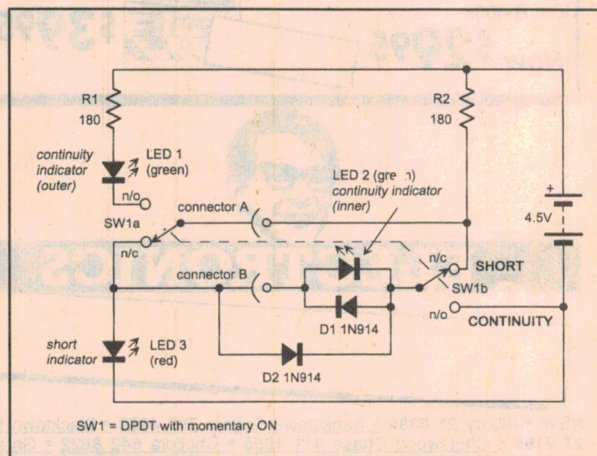 R1
180
R2
180
continuity
indicator
(outer)
LED 1
(green)
LED 2
continuity indicator
(inner)
n/o
connector A
SW1a
n/c
4.5V
n/c
SHORT
SW1b
connector B
n/o
CONTINUITY
D1 1N914
short
indicator
LED 3
(red)
D2 1N914
SW1 = DPDT with momentary ON